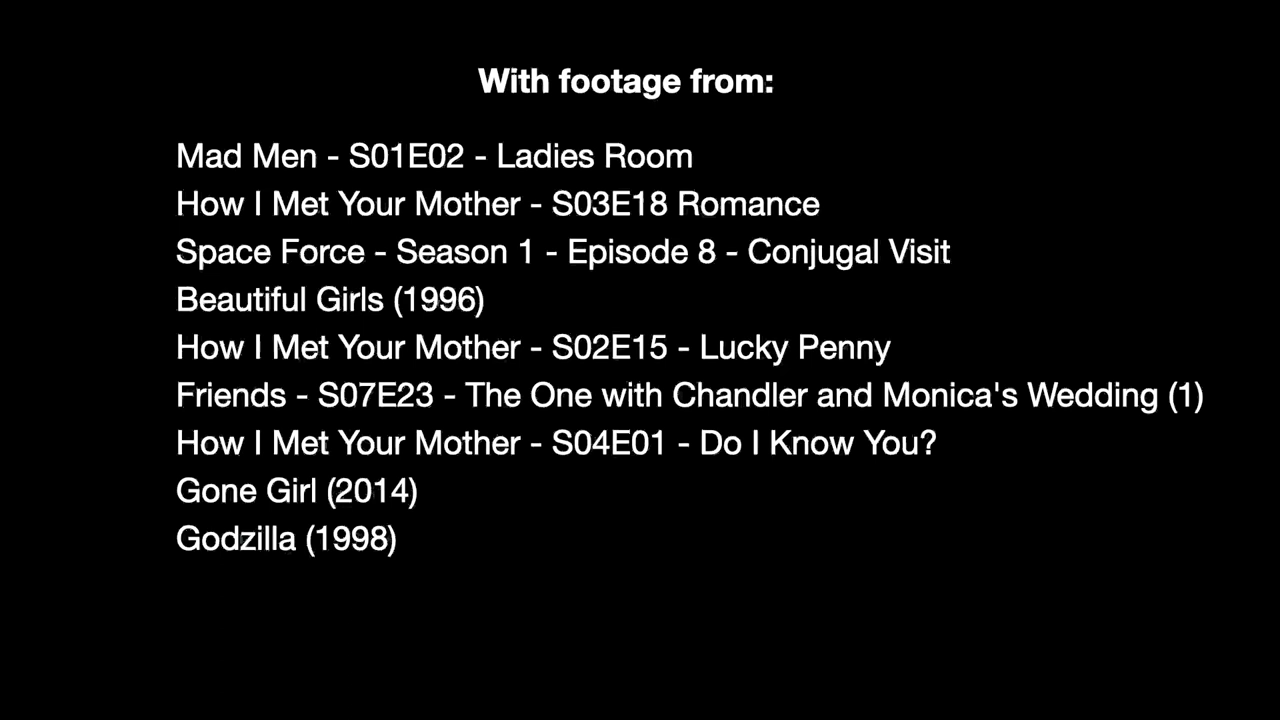 With footage from:
Mad Men - S01E02 - Ladies Room
How I Met Your Mother - S03E18 Romance
Space Force - Season 1 - Episode 8 - Conjugal Visit
Beautiful Girls (1996)
How I Met Your Mother - S02E15 - Lucky Penny
Friends - S07E23 - The One with Chandler and Monica's Wedding (1)
How I Met Your Mother - S04E01 - Do I Know You?
Gone Girl (2014)
Godzilla (1998)